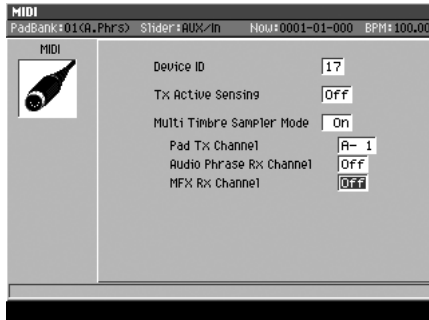 MIDI
PadBank:01(A.Phrs) Slider:AUX/In Now:0001-01-000 BPM:100.00
MIDI
Device ID 17
Tx Active Sensing Off
Multi Timbre Sampler Mode On
Pad Tx Channel A- 1
Audio Phrase Rx Channel Off
MFX Rx Channel Off